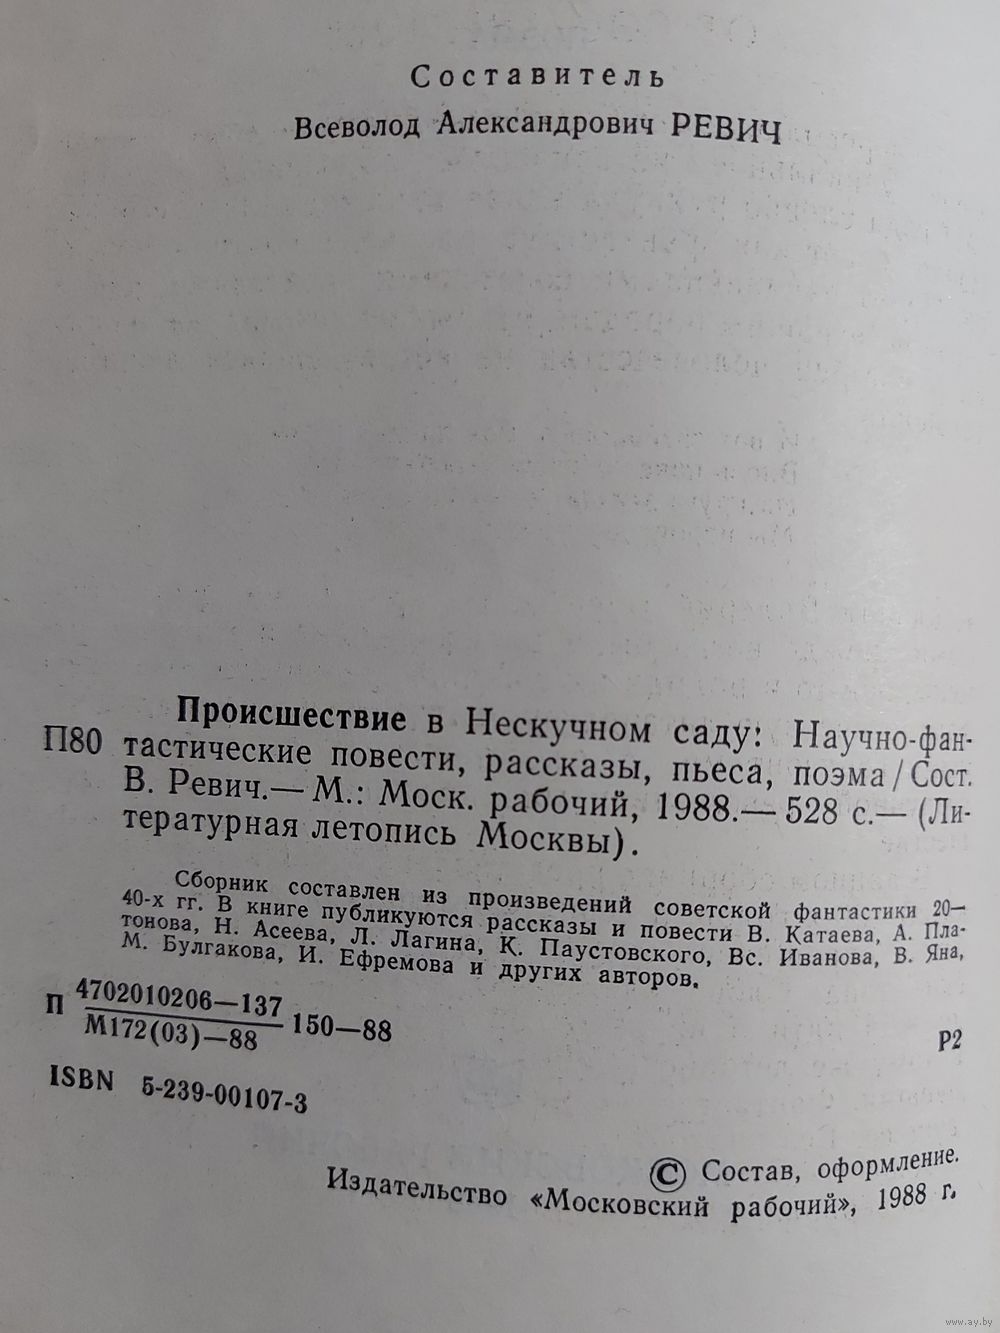 Составитель
Всеволод Александрович РЕВИЧ
Происшествие в Нескучном саду: Научно-фан-
П80 тастические повести, рассказы, пьеса, поэма / Сост.
В. Ревич.— М.: Моск. рабочий, 1988.— 528 с.— (Ли-
тературная летопись Москвы).
Сборник составлен из произведений советской фантастики 20—
40-х гг. В книге публикуются рассказы и повести В. Катаева, А. Пла-
тонова, Н. Асеева, Л. Лагина, К. Паустовского, Вс. Иванова, В. Яна,
М. Булгакова, И. Ефремова и других авторов.
П 4702010206—137 150—88
М172(03)—88
Р2
ISBN 5-239-00107-3
© Состав, оформление.
Издательство «Московский рабочий», 1988 г.
www.ay.by